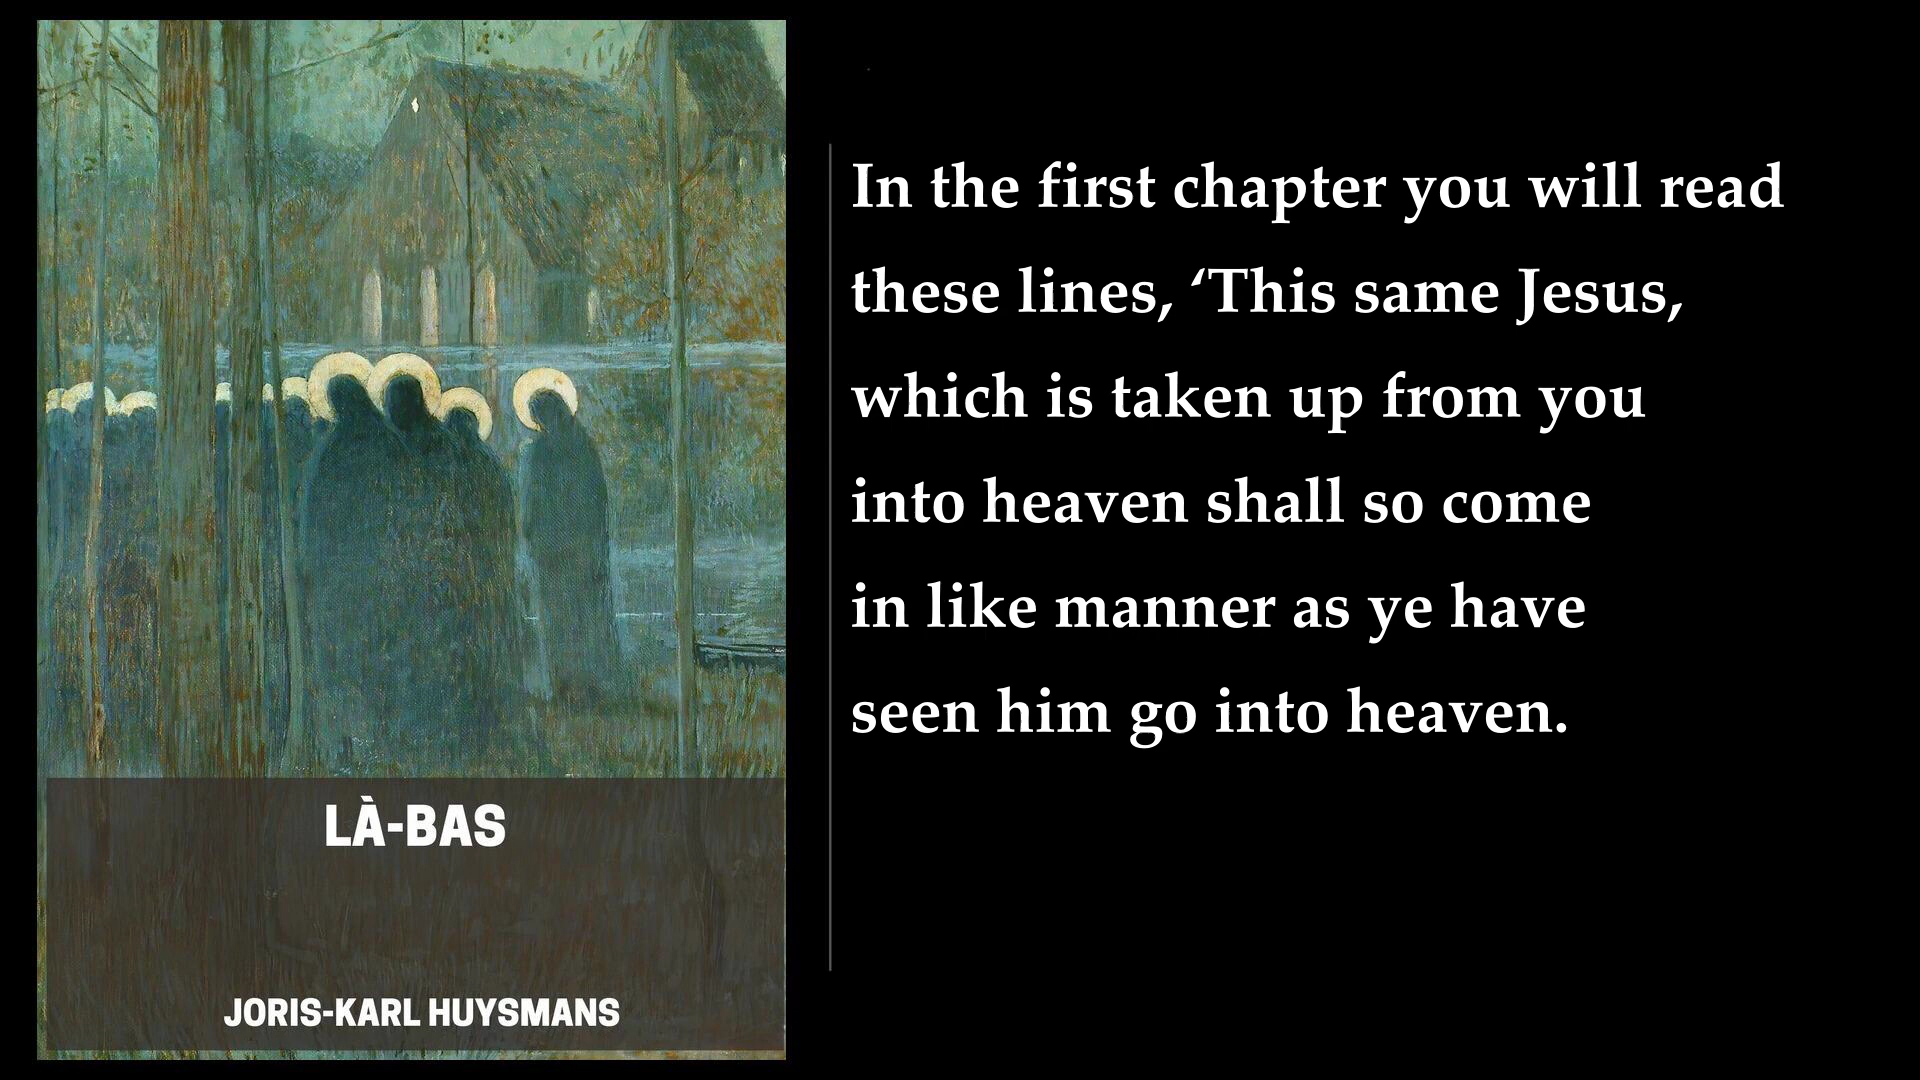 LÀ-BAS
JORIS-KARL HUYSMANS
In the first chapter you will read
these lines, ‘This same Jesus,
which is taken up from you
into heaven shall so come
in like manner as ye have
seen him go into heaven.